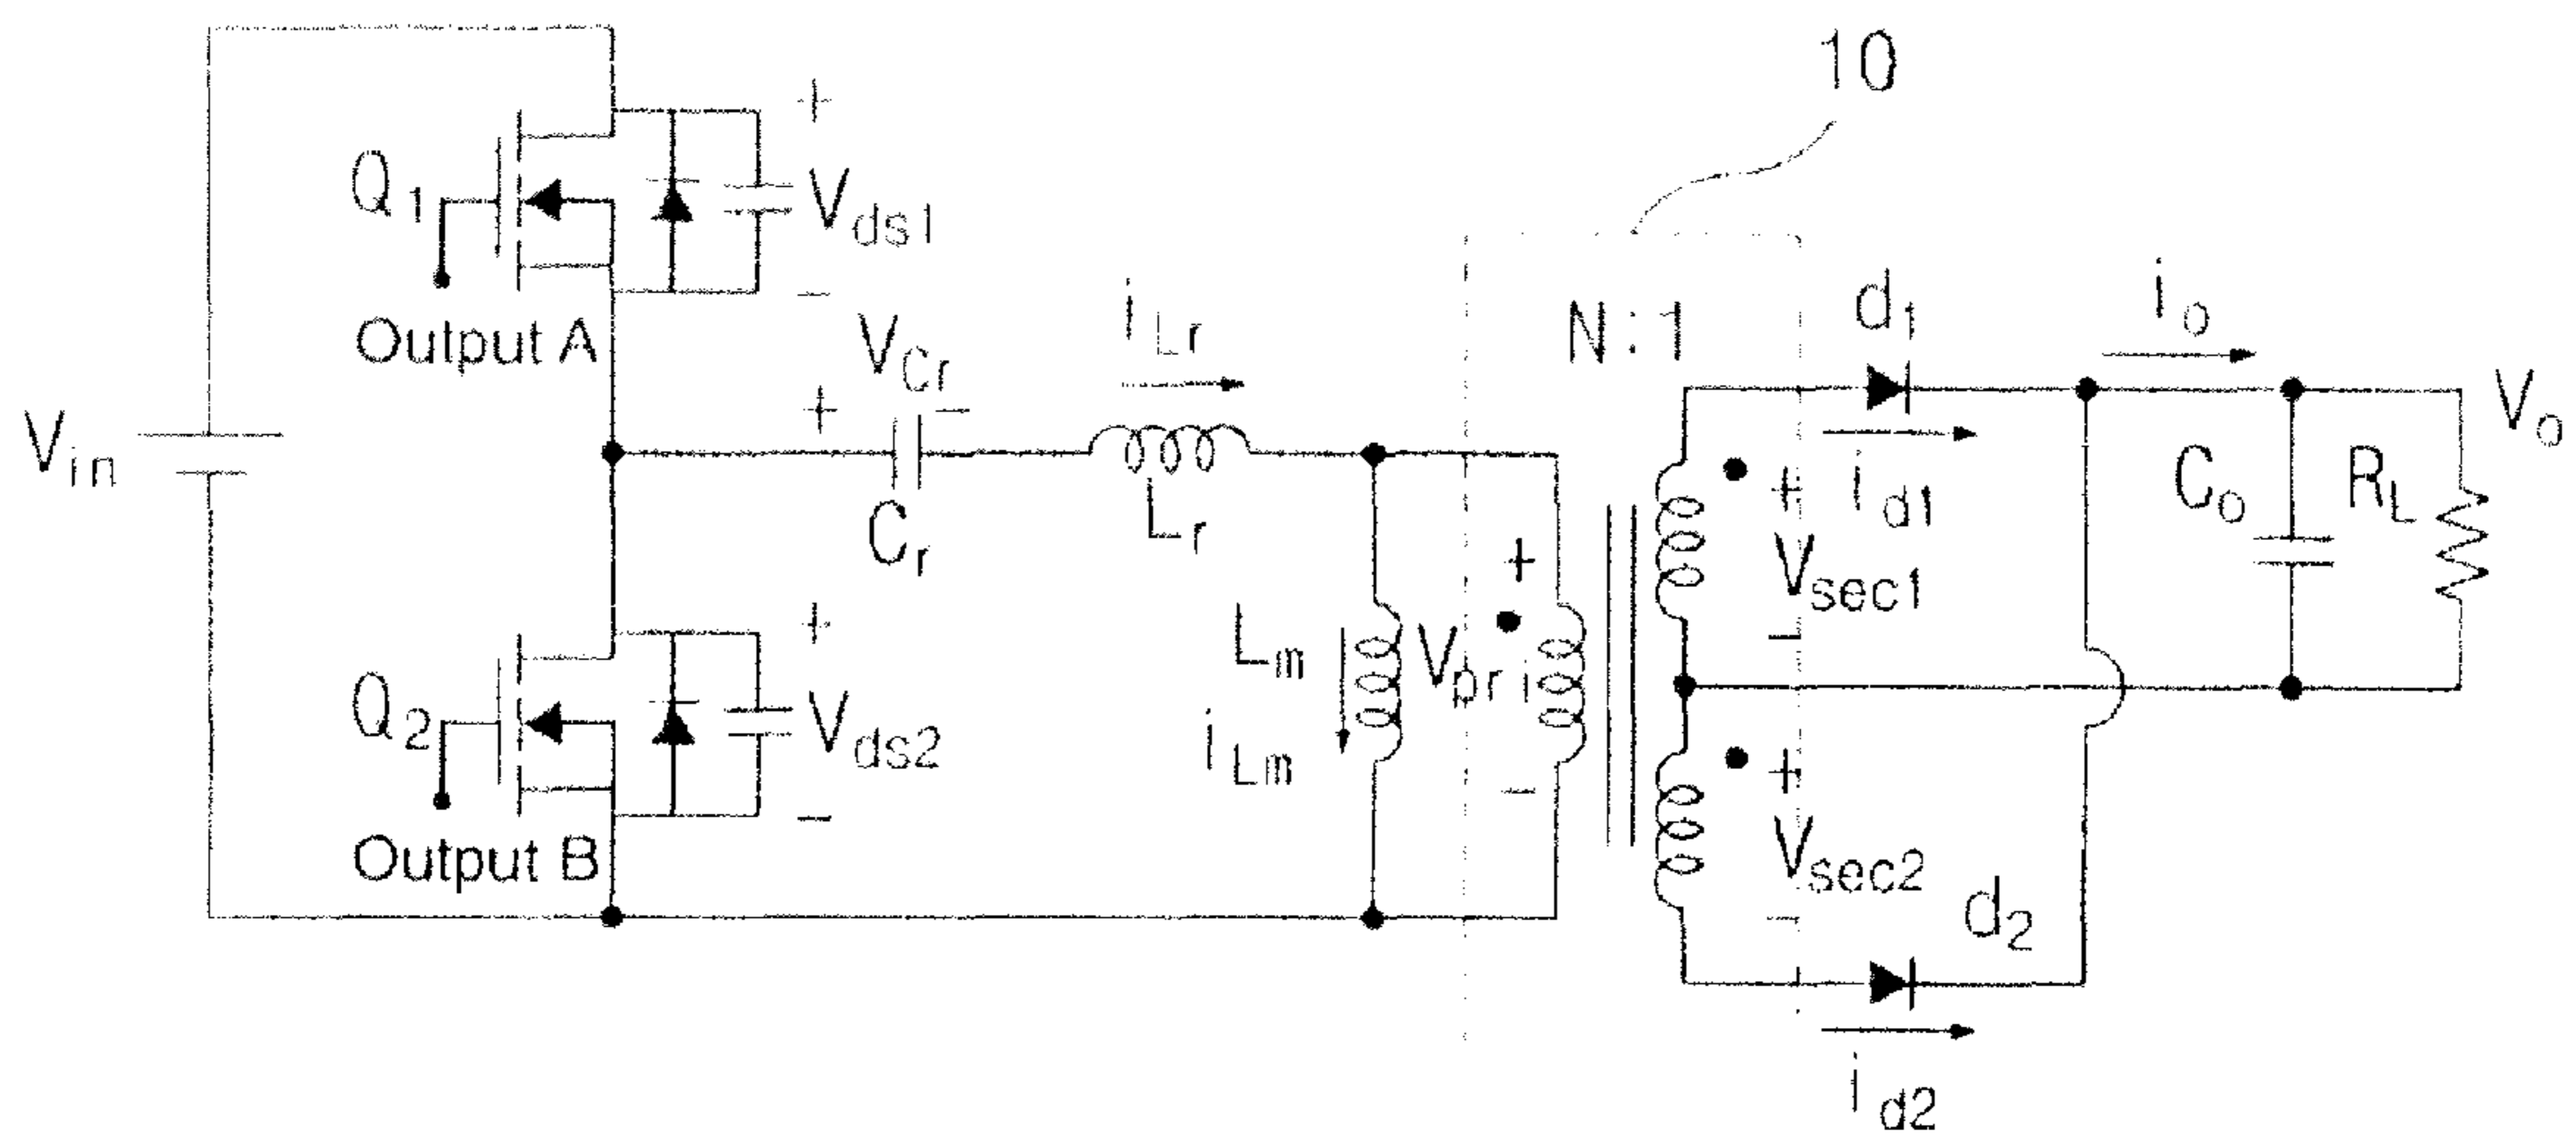 10
+
Q1
Vds1
−
Output A
Vin
+
VCr
−
Cr
iLr
Lr
N:1
d1
io
Vo
id1
+
Vsec1
−
Co
RL
+
Q2
Vds2
−
Output B
Lm
iLm
+
Vpri
−
+
Vsec2
−
d2
id2